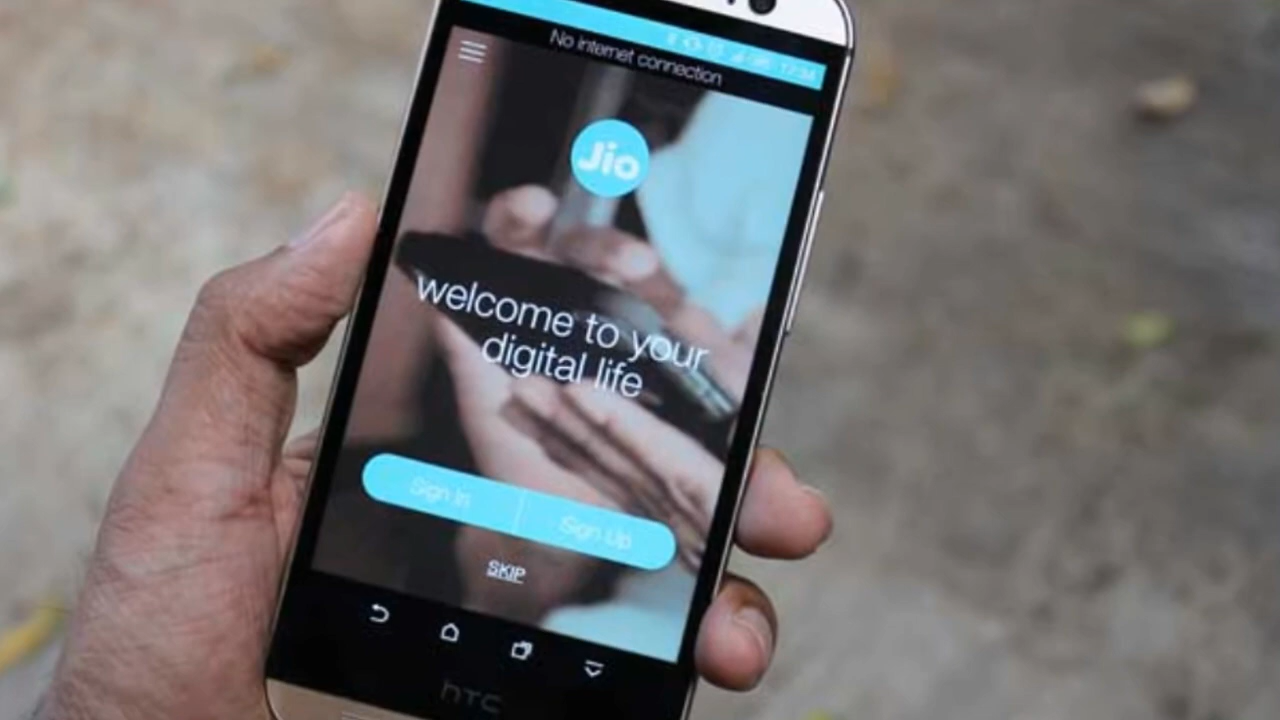 No internet connection
Jio
welcome to your
digital life
Sign In
Sign Up
SKIP
hTC